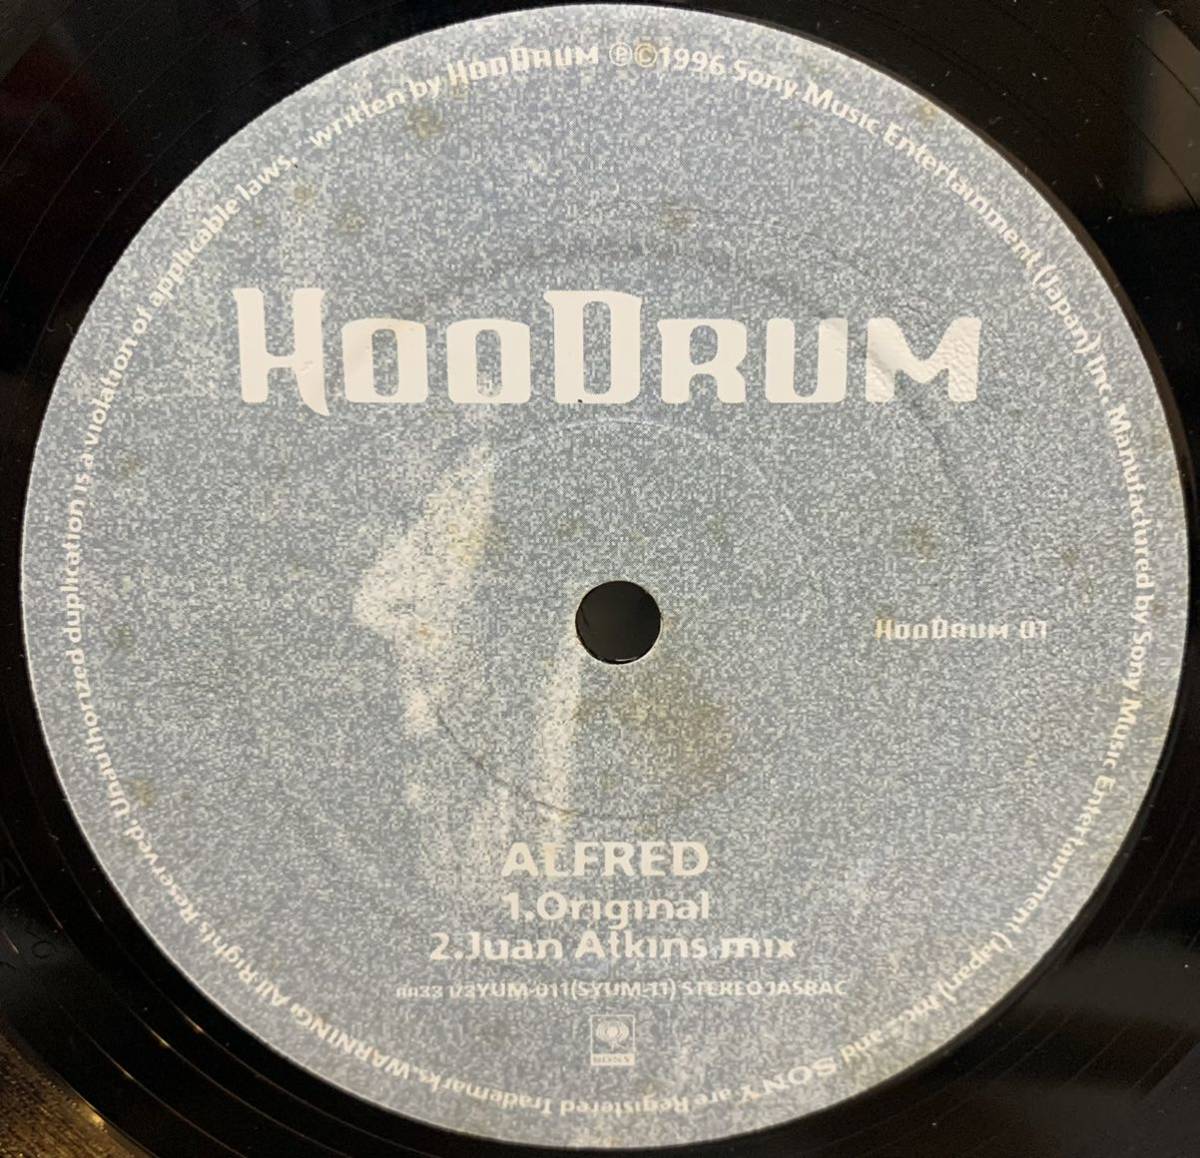 HooDrum
HooDrum 01
ALFRED
1.Original
2.Juan Atkins mix
33 1/3 YUM-011(SYUM-11) STEREO JASRAC
SONY
written by HooDrum ℗©1996 Sony Music Entertainment (Japan) Inc. Manufactured by Sony Music Entertainment (Japan) Inc. and SONY are Registered Trademarks. WARNING: All Rights Reserved. Unauthorized duplication is a violation of applicable laws.